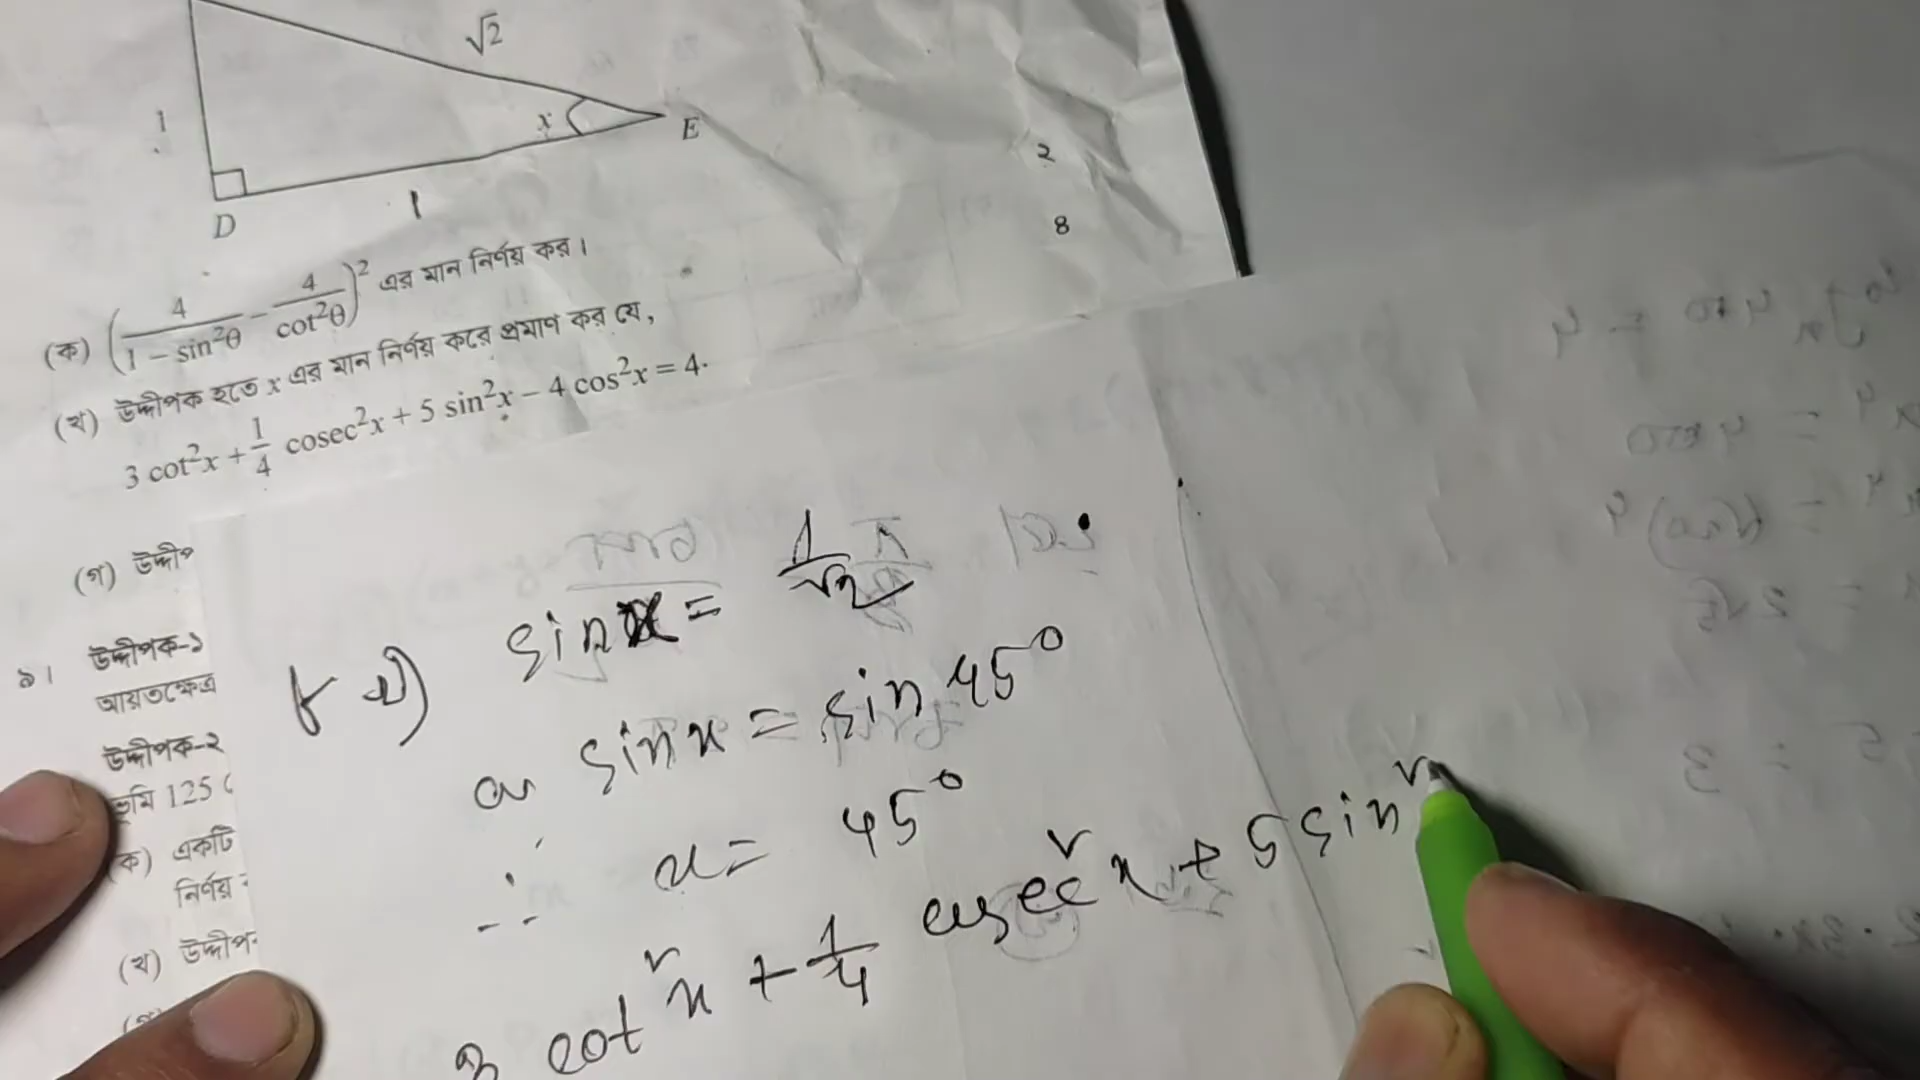 √2
1
x
E
D
1
২
8
(ক) (4/(1 – sin²θ) – 4/cot²θ)² এর মান নির্ণয় কর।
(খ) উদ্দীপক হতে x এর মান নির্ণয় করে প্রমাণ কর যে,
3 cot²x + 1/4 cosec²x + 5 sin²x – 4 cos²x = 4.
(গ) উদ্দীপ
৯। উদ্দীপক-১
আয়তক্ষেত্র
উদ্দীপক-২
ভূমি 125
(ক) একটি
নির্ণয়
(খ) উদ্দীপ
৮ খ) sin x = 1/√2
or sin x = sin 45°
∴ x = 45°
3 cot²x + 1/4 cosec²x + 5 sin²